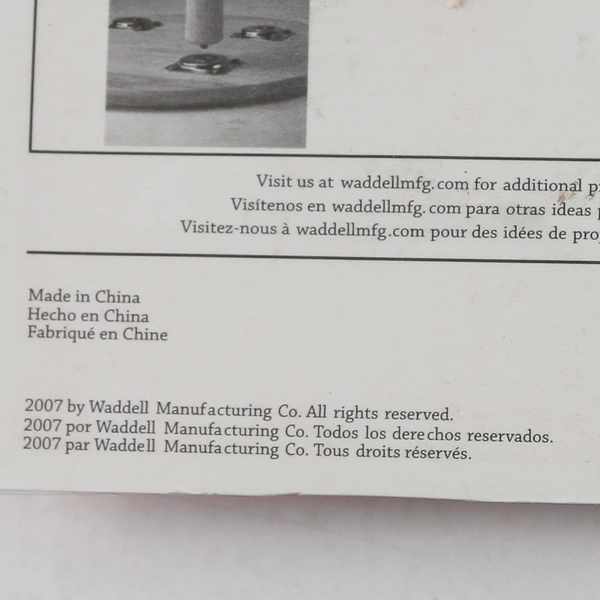 Visit us at waddellmfg.com for additional
Visítenos en waddellmfg.com para otras ideas
Visitez-nous à waddellmfg.com pour des idées de
Made in China
Hecho en China
Fabriqué en Chine
2007 by Waddell Manufacturing Co. All rights reserved.
2007 por Waddell Manufacturing Co. Todos los derechos reservados.
2007 par Waddell Manufacturing Co. Tous droits réservés.